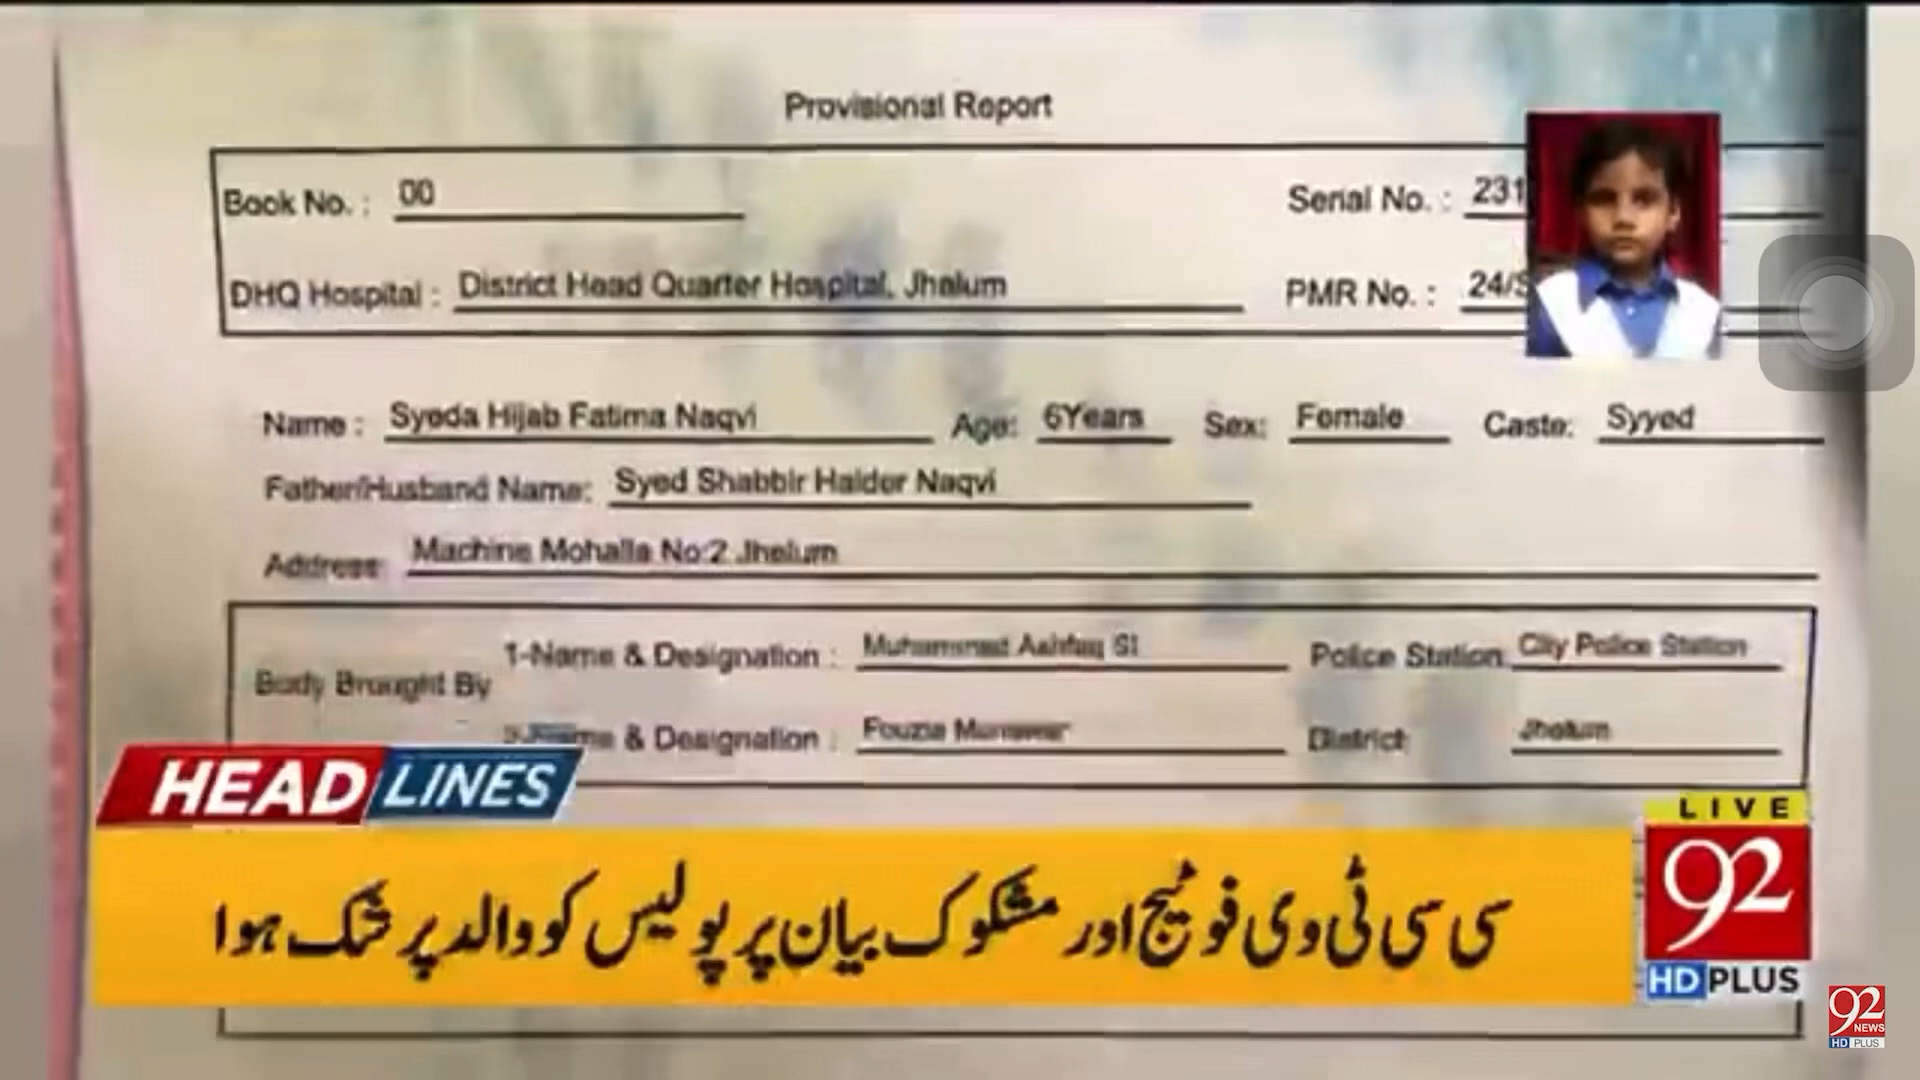 Provisional Report
Book No. : 00 Serial No. : 231
DHQ Hospital : District Head Quarter Hospital, Jhelum PMR No. : 24/S
Name : Syeda Hijab Fatima Naqvi Age: 6Years Sex: Female Caste: Syyed
Father/Husband Name: Syed Shabbir Haider Naqvi
Address: Machine Mohalla No:2 Jhelum
1-Name & Designation : Muhammad Ashfaq SI Police Station: City Police Station
Body Brought By
2-Name & Designation : Fouzia Munawar District: Jhelum
HEADLINES
LIVE
سی سی ٹی وی فوٹیج اور مشکوک بیان پر پولیس کو والد پر شک ہوا
92
HD PLUS
92
NEWS
HD PLUS